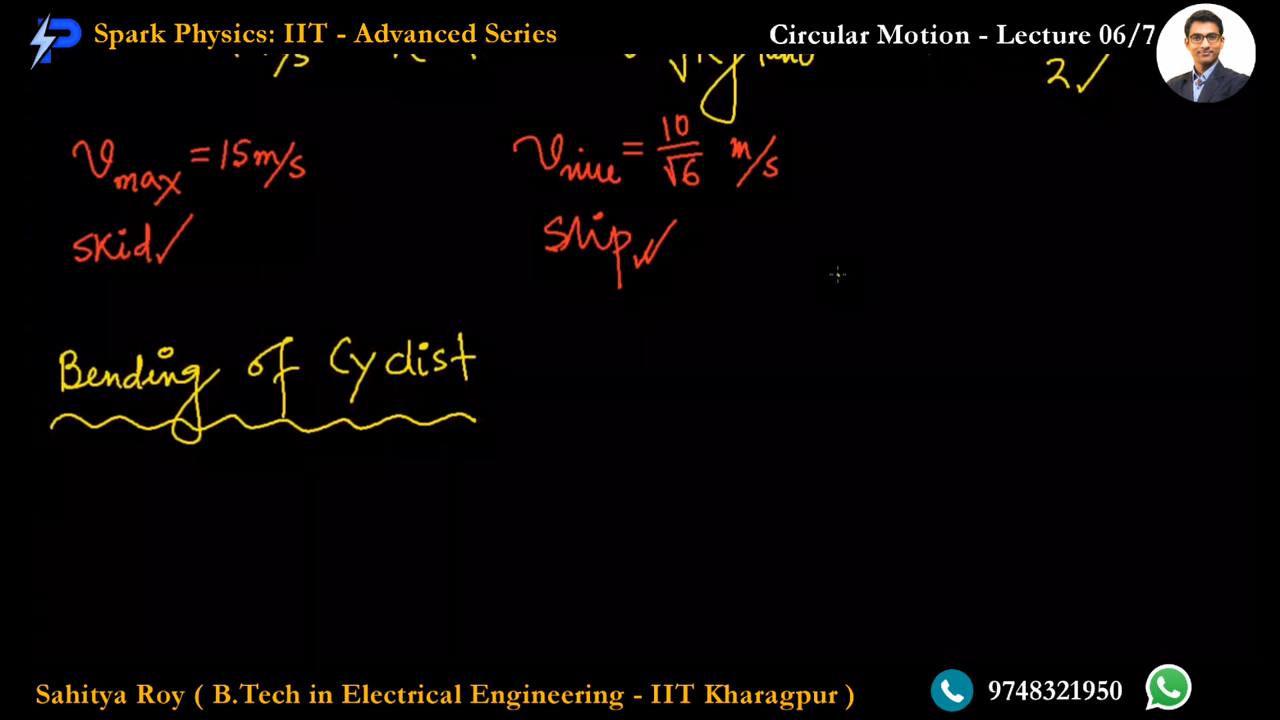 Spark Physics: IIT - Advanced Series
Circular Motion - Lecture 06/7
2✓
v_max = 15 m/s
v_min = 10/√6 m/s
skid✓
slip✓
Bending of Cyclist
Sahitya Roy ( B.Tech in Electrical Engineering - IIT Kharagpur )
9748321950